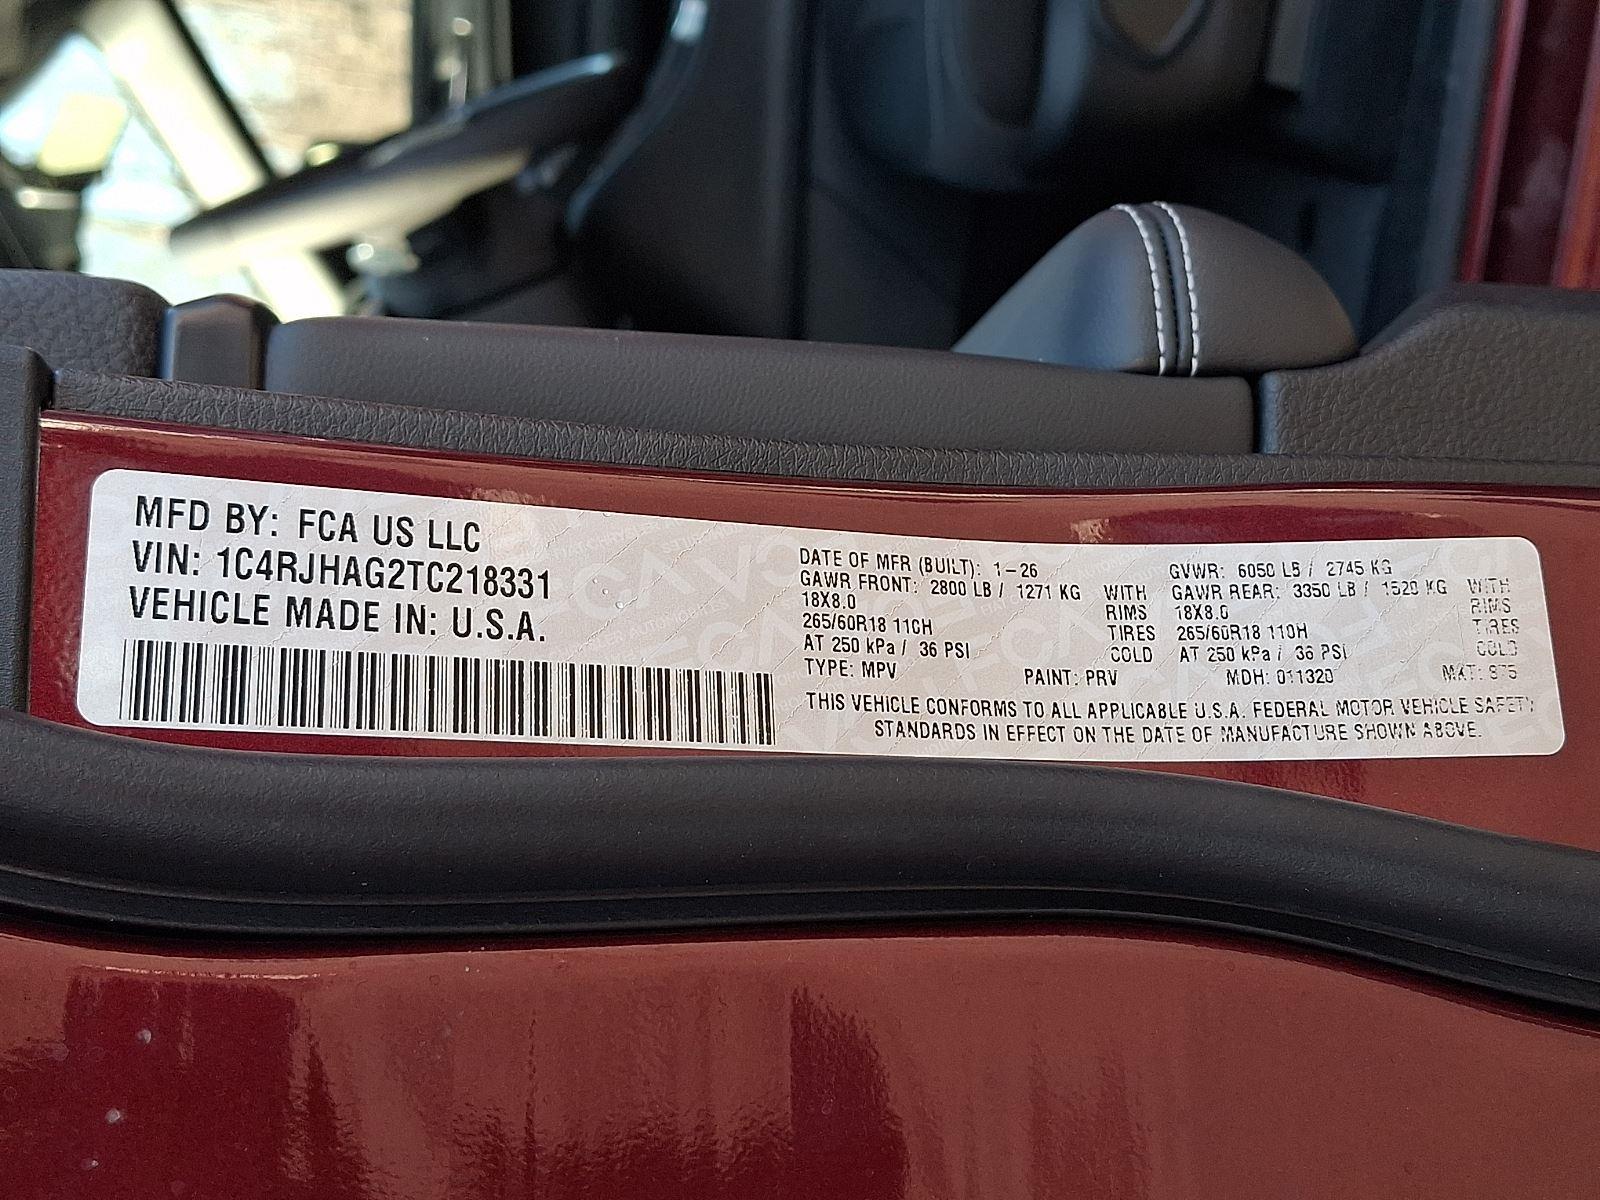 MFD BY: FCA US LLC
VIN: 1C4RJHAG2TC218331
VEHICLE MADE IN: U.S.A.
DATE OF MFR (BUILT): 1-26 GVWR: 6050 LB / 2745 KG
GAWR FRONT: 2800 LB / 1271 KG WITH GAWR REAR: 3350 LB / 1520 KG WITH
18X8.0 RIMS 18X8.0 RIMS
265/60R18 110H TIRES 265/60R18 110H TIRES
AT 250 kPa / 36 PSI COLD AT 250 kPa / 36 PSI COLD
TYPE: MPV PAINT: PRV MDH: 011320 MKT: 875
THIS VEHICLE CONFORMS TO ALL APPLICABLE U.S.A. FEDERAL MOTOR VEHICLE SAFETY
STANDARDS IN EFFECT ON THE DATE OF MANUFACTURE SHOWN ABOVE.